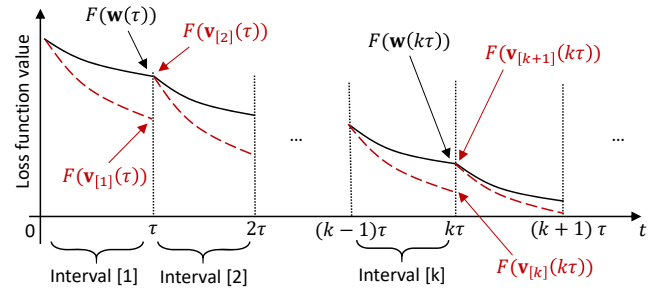 F(𝐰(τ))
F(𝐯[2](τ))
F(𝐰(kτ))
F(𝐯[k+1](kτ))
Loss function value
...
...
F(𝐯[1](τ))
0
τ
2τ
(k − 1)τ
kτ
(k + 1) τ
t
F(𝐯[k](kτ))
Interval [1]
Interval [2]
Interval [k]